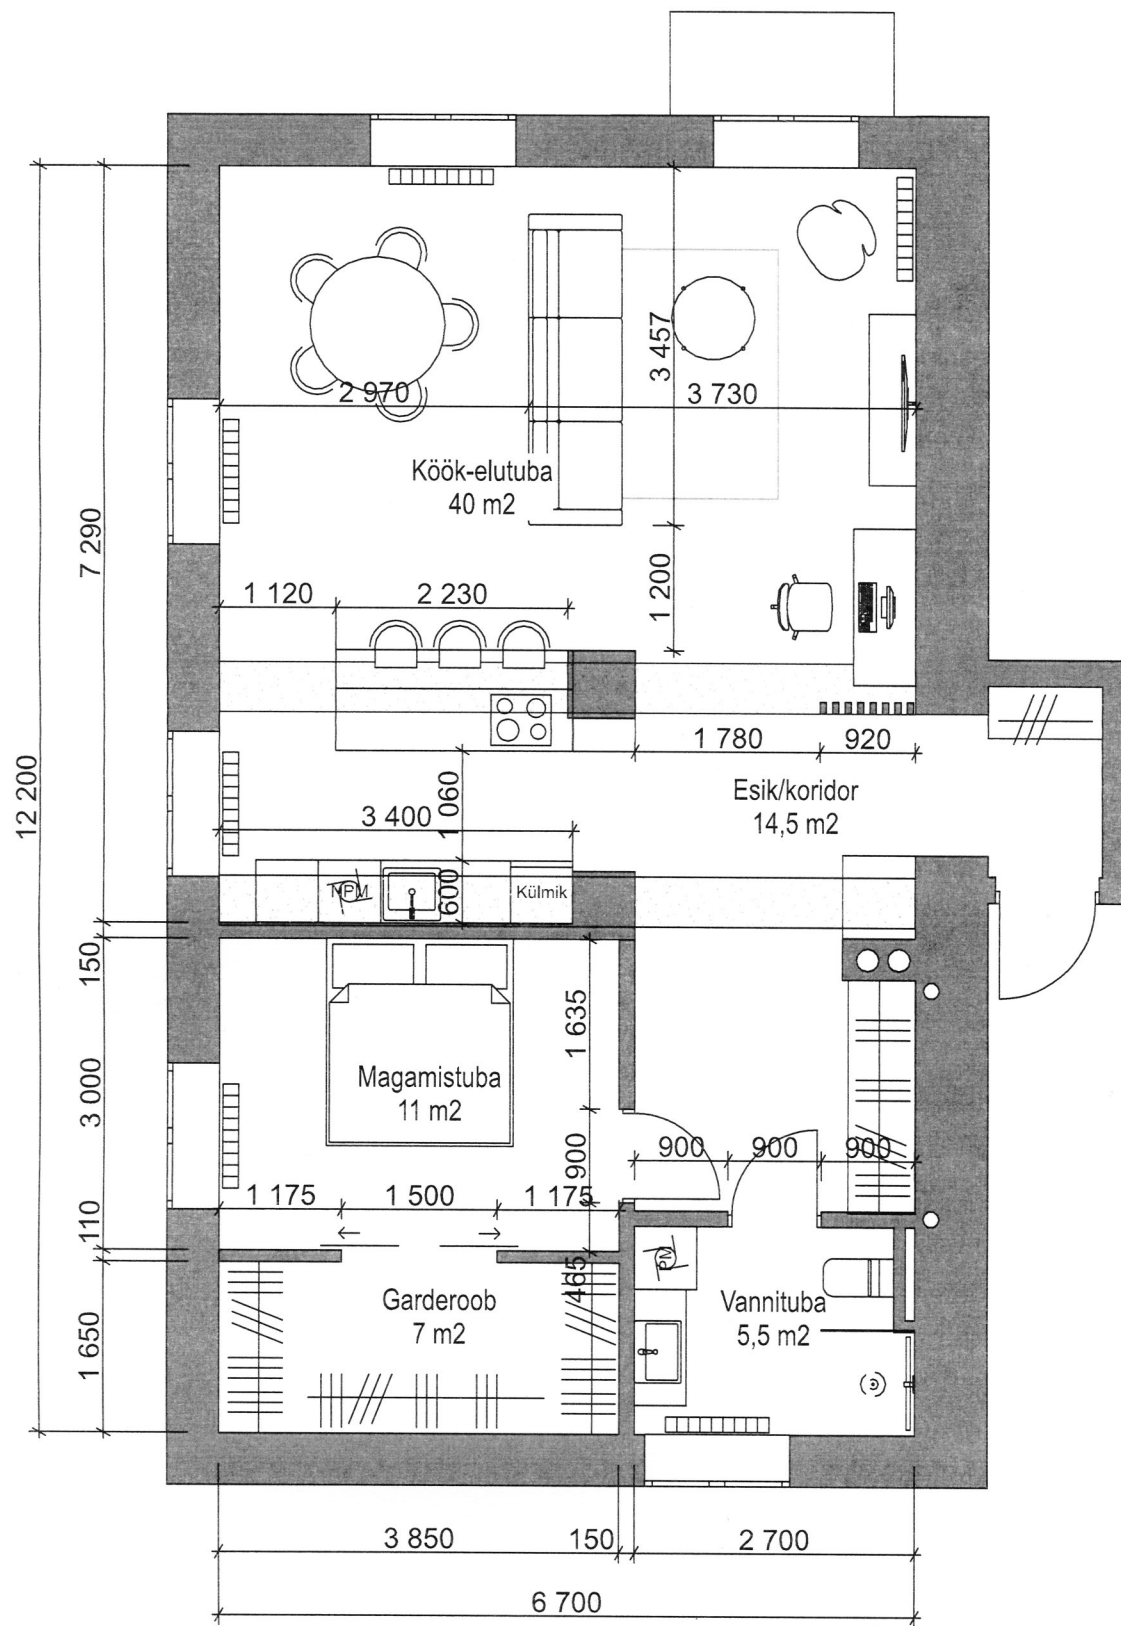 2 970
3 457
3 730
Köök-elutuba
40 m2
7 290
12 200
1 120
2 230
1 200
1 780
920
1 060
3 400
Esik/koridor
14,5 m2
MPM
600
Külmik
150
1 635
3 000
Magamistuba
11 m2
900
900
900
900
1 175
1 500
1 175
110
465
PM
Garderoob
7 m2
Vannituba
5,5 m2
1 650
3 850
150
2 700
6 700